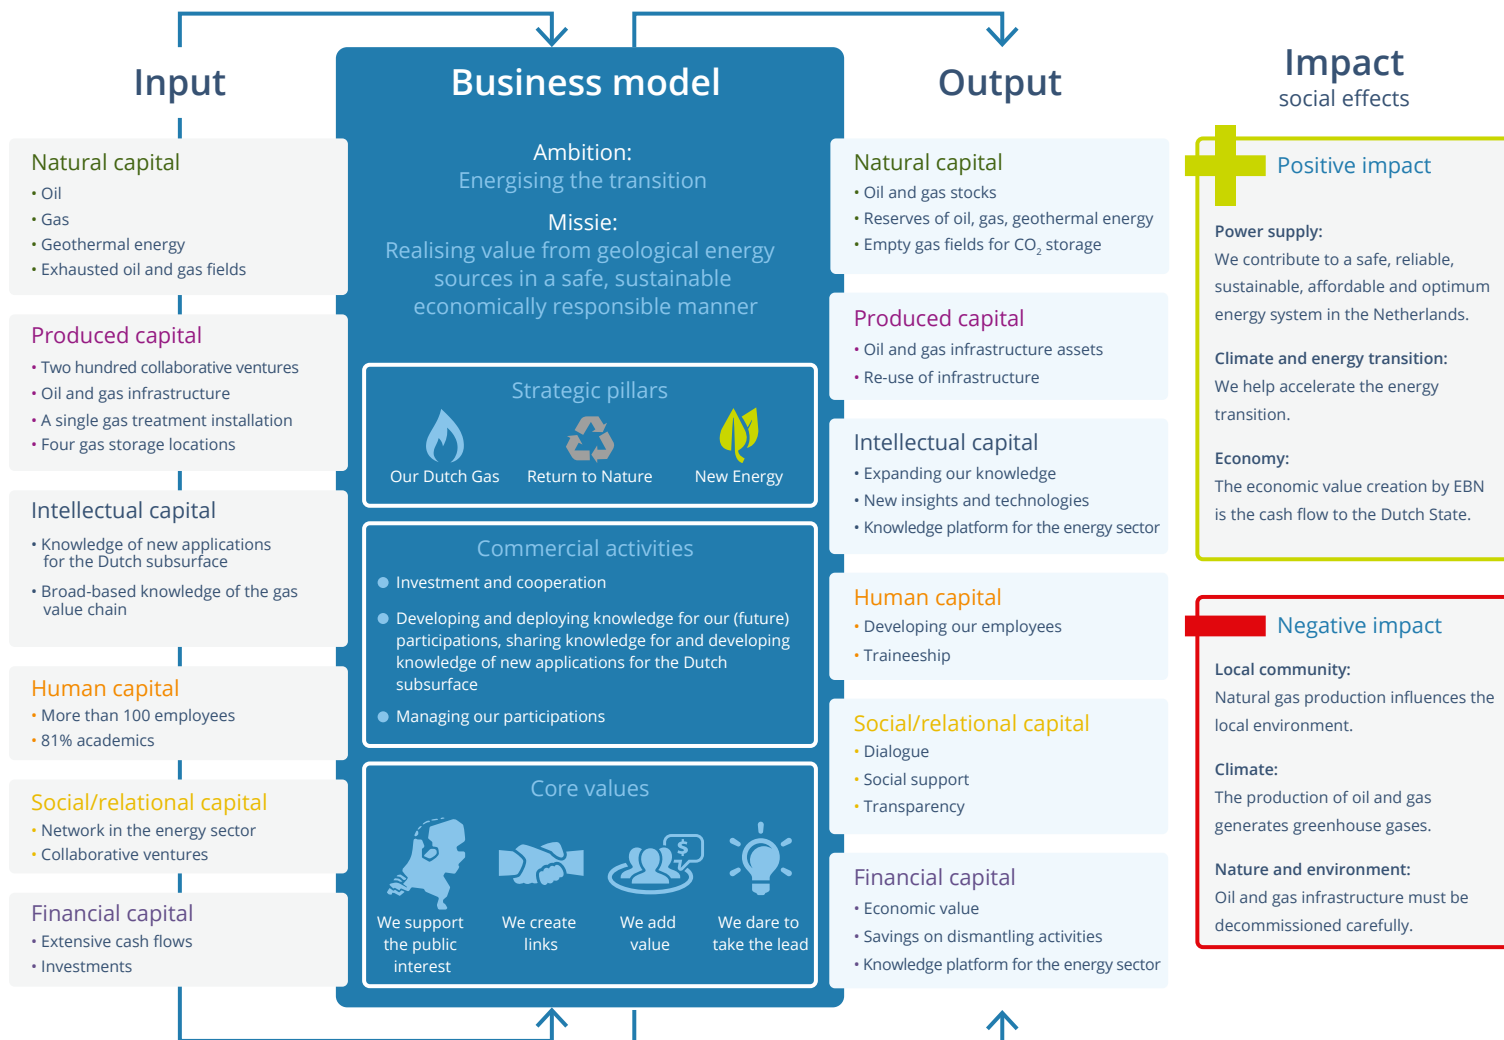 Input
Natural capital
• Oil
• Gas
• Geothermal energy
• Exhausted oil and gas fields
Produced capital
• Two hundred collaborative ventures
• Oil and gas infrastructure
• A single gas treatment installation
• Four gas storage locations
Intellectual capital
• Knowledge of new applications
for the Dutch subsurface
• Broad-based knowledge of the gas
value chain
Human capital
• More than 100 employees
• 81% academics
Social/relational capital
• Network in the energy sector
• Collaborative ventures
Financial capital
• Extensive cash flows
• Investments
Business model
Ambition:
Energising the transition
Missie:
Realising value from geological energy
sources in a safe, sustainable
economically responsible manner
Strategic pillars
Our Dutch Gas
Return to Nature
New Energy
Commercial activities
• Investment and cooperation
• Developing and deploying knowledge for our (future)
participations, sharing knowledge for and developing
knowledge of new applications for the Dutch
subsurface
• Managing our participations
Core values
$
We support
the public
interest
We create
links
We add
value
We dare to
take the lead
Output
Natural capital
• Oil and gas stocks
• Reserves of oil, gas, geothermal energy
• Empty gas fields for CO2 storage
Produced capital
• Oil and gas infrastructure assets
• Re-use of infrastructure
Intellectual capital
• Expanding our knowledge
• New insights and technologies
• Knowledge platform for the energy sector
Human capital
• Developing our employees
• Traineeship
Social/relational capital
• Dialogue
• Social support
• Transparency
Financial capital
• Economic value
• Savings on dismantling activities
• Knowledge platform for the energy sector
Impact
social effects
Positive impact
Power supply:
We contribute to a safe, reliable,
sustainable, affordable and optimum
energy system in the Netherlands.
Climate and energy transition:
We help accelerate the energy
transition.
Economy:
The economic value creation by EBN
is the cash flow to the Dutch State.
Negative impact
Local community:
Natural gas production influences the
local environment.
Climate:
The production of oil and gas
generates greenhouse gases.
Nature and environment:
Oil and gas infrastructure must be
decommissioned carefully.